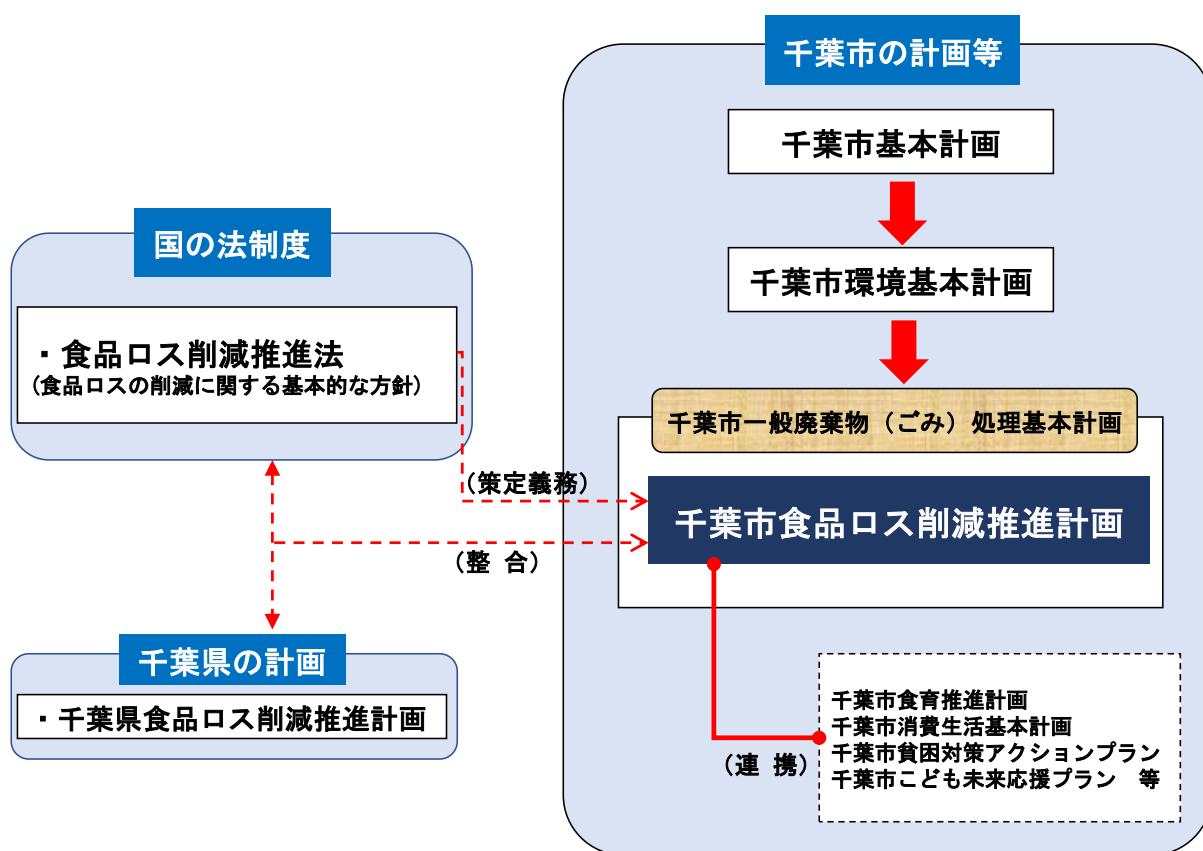 千葉市の計画等
千葉市基本計画
千葉市環境基本計画
千葉市一般廃棄物（ごみ）処理基本計画
千葉市食品ロス削減推進計画
国の法制度
・食品ロス削減推進法
（食品ロスの削減に関する基本的な方針）
（策定義務）
（整 合）
千葉県の計画
・千葉県食品ロス削減推進計画
（連 携）
千葉市食育推進計画
千葉市消費生活基本計画
千葉市貧困対策アクションプラン
千葉市こども未来応援プラン　等